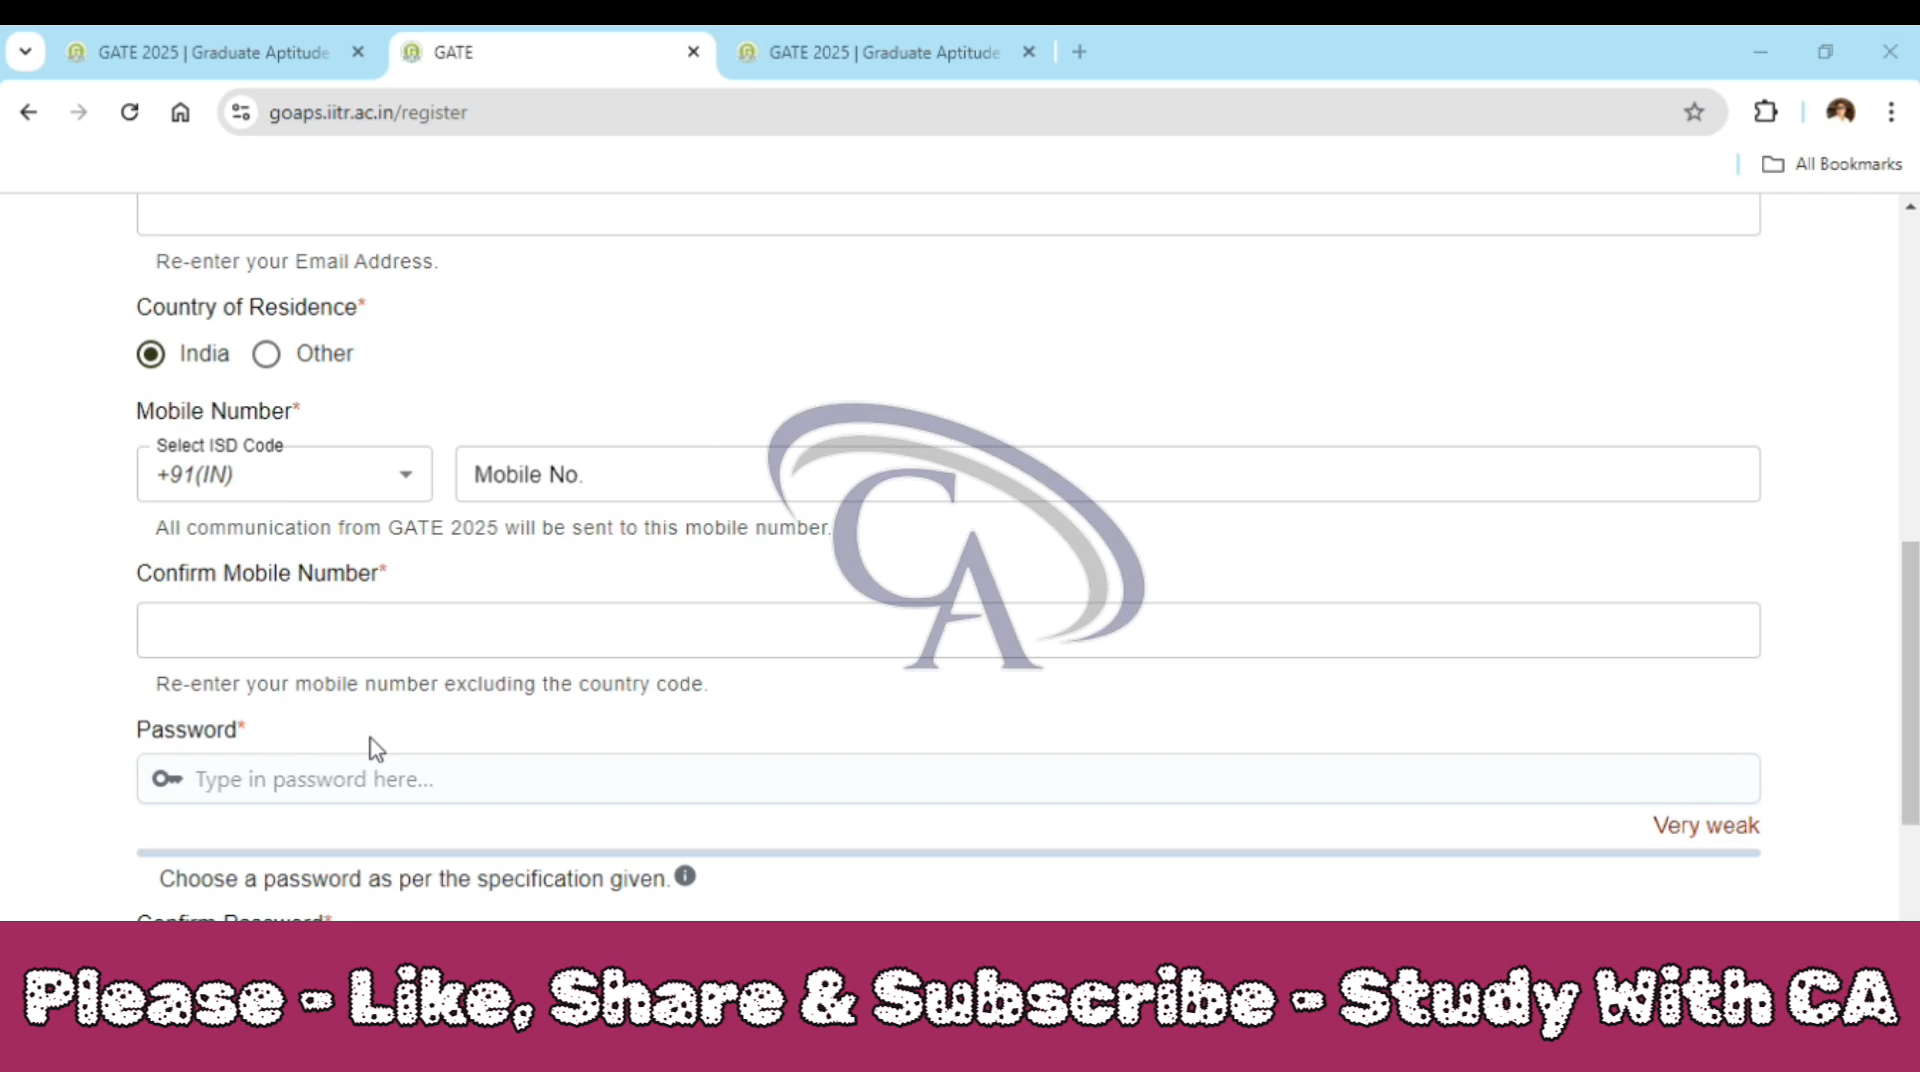 GATE 2025 | Graduate Aptitude
GATE
GATE 2025 | Graduate Aptitude
goaps.iitr.ac.in/register
All Bookmarks
Re-enter your Email Address.
Country of Residence*
India
Other
Mobile Number*
Select ISD Code
+91(IN)
Mobile No.
All communication from GATE 2025 will be sent to this mobile number.
CA
Confirm Mobile Number*
Re-enter your mobile number excluding the country code.
Password*
Type in password here...
Very weak
Choose a password as per the specification given.
Confirm Password*
Please - Like, Share & Subscribe - Study With CA